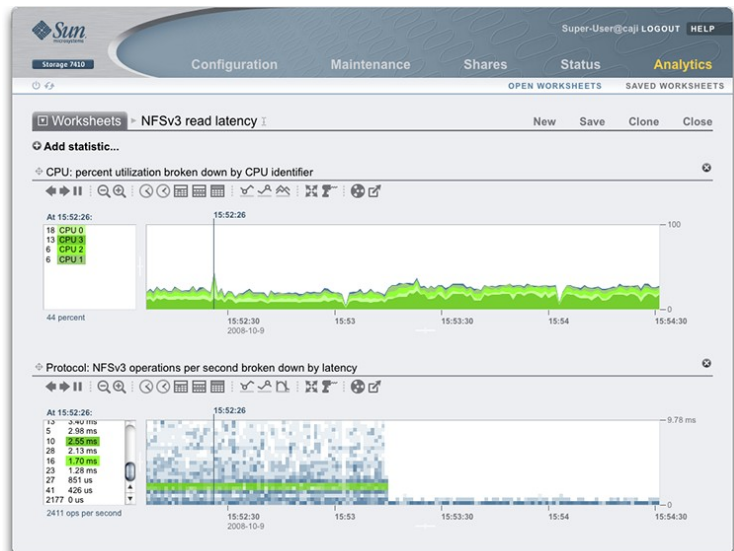 Sun
microsystems
Super-User@caji LOGOUT HELP
Storage 7410
Configuration Maintenance Shares Status Analytics
OPEN WORKSHEETS SAVED WORKSHEETS
Worksheets NFSv3 read latency New Save Clone Close
Add statistic...
CPU: percent utilization broken down by CPU identifier
At 15:52:26: 15:52:26
100
18 CPU 0
13 CPU 3
6 CPU 2
6 CPU 1
0
44 percent
15:52:30 15:53 15:53:30 15:54 15:54:30
2008-10-9
Protocol: NFSv3 operations per second broken down by latency
At 15:52:26: 15:52:26
9.78 ms
13 3.40 ms
5 2.98 ms
10 2.55 ms
28 2.13 ms
16 1.70 ms
23 1.28 ms
27 851 us
41 426 us
2177 0 us
0
2411 ops per second
15:52:30 15:53 15:53:30 15:54 15:54:30
2008-10-9